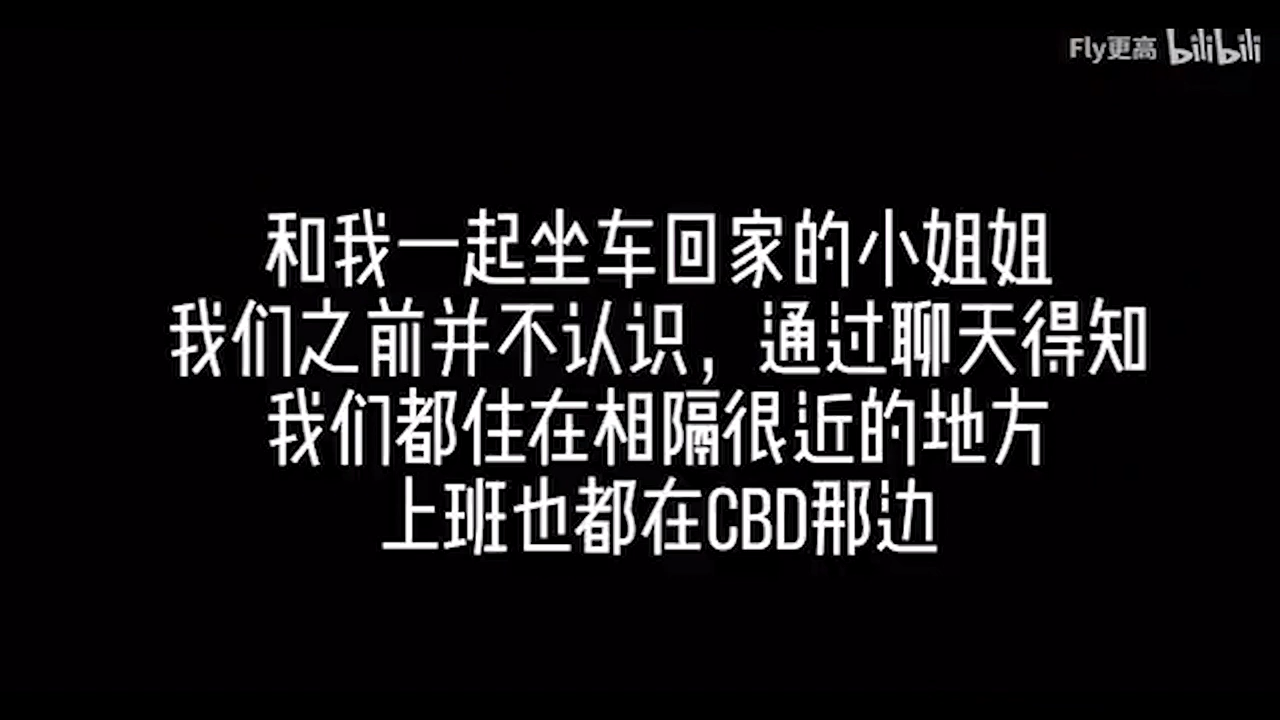 Fly更高 bilibili
和我一起坐车回家的小姐姐
我们之前并不认识，通过聊天得知
我们都住在相隔很近的地方
上班也都在CBD那边